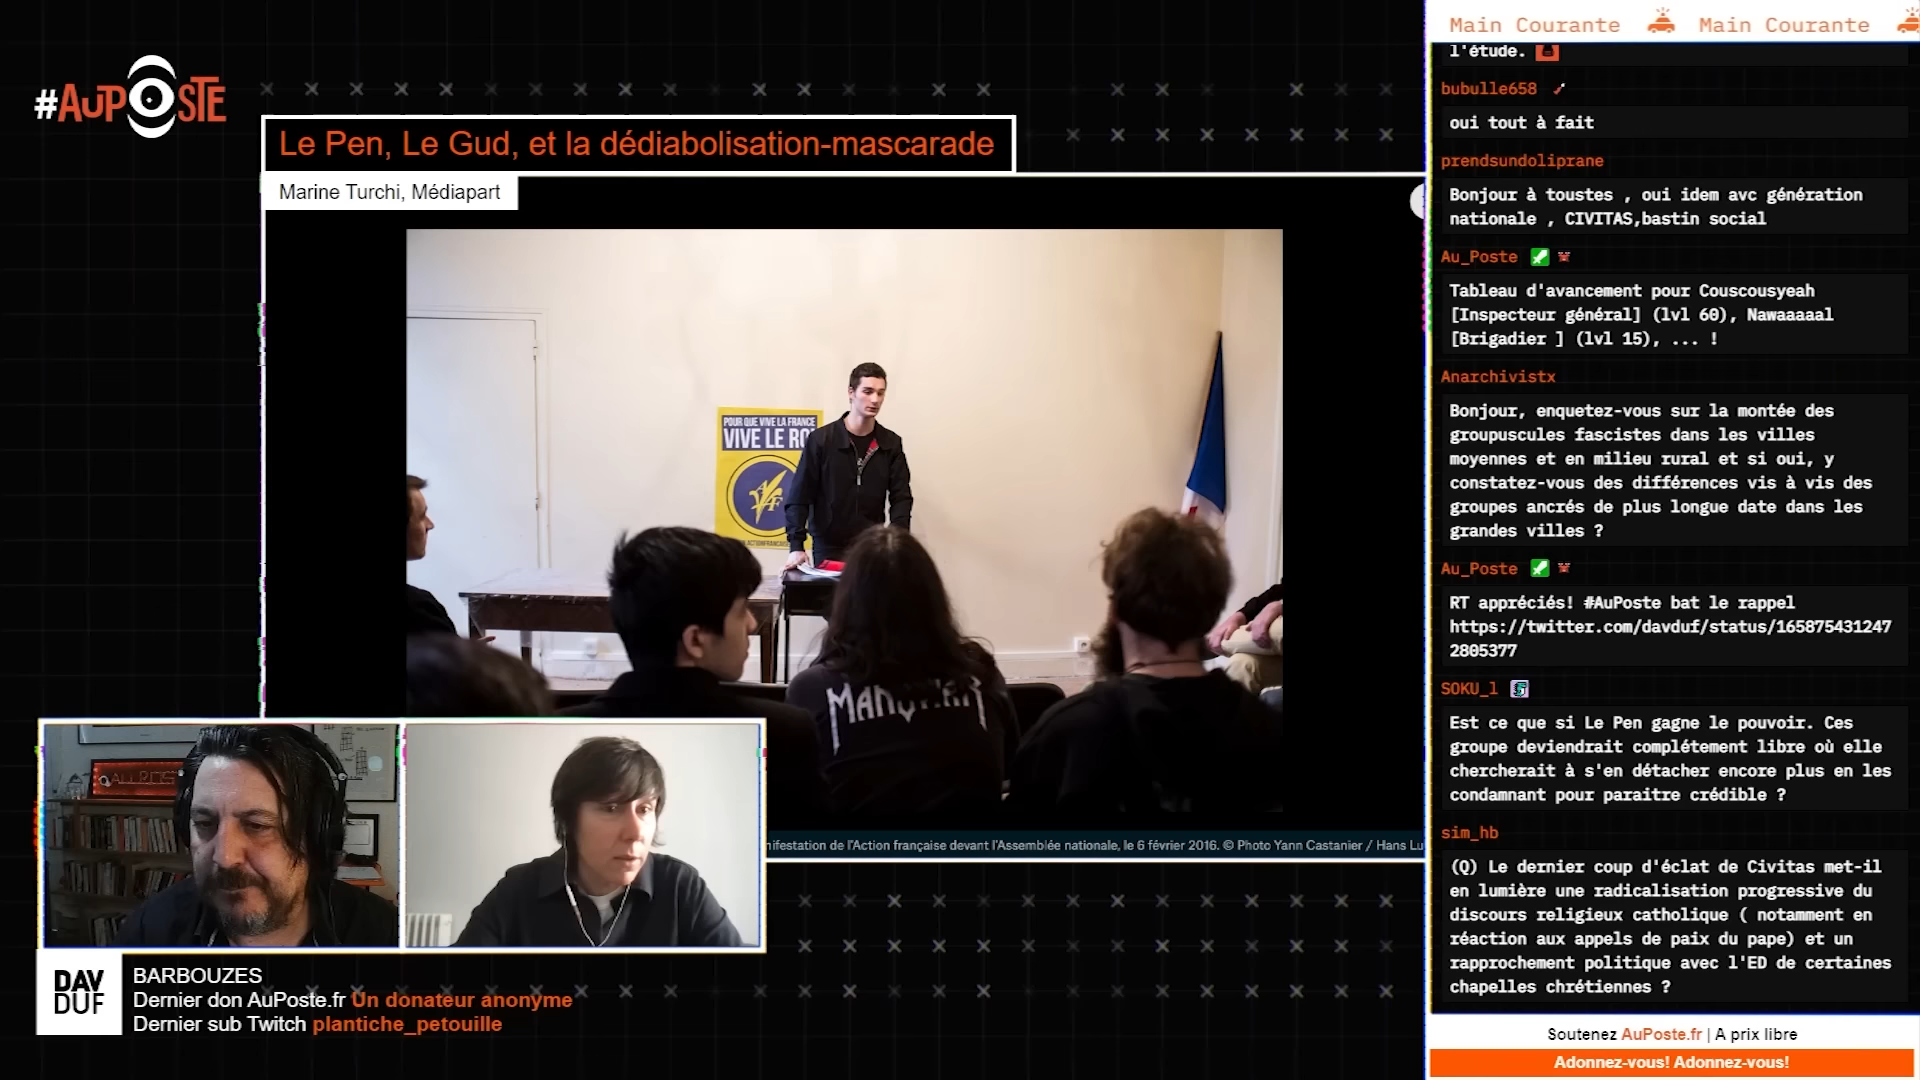 #AUPOSTE
Le Pen, Le Gud, et la dédiabolisation-mascarade
Marine Turchi, Médiapart
POUR QUE VIVE LA FRANCE
VIVE LE ROI
MANOWAR
nifestation de l'Action française devant l'Assemblée nationale, le 6 février 2016. © Photo Yann Castanier / Hans Lu
DAV
DUF
BARBOUZES
Dernier don AuPoste.fr Un donateur anonyme
Dernier sub Twitch plantiche_petouille
Main Courante Main Courante
l'étude.
bubulle658
oui tout à fait
prendsundoliprane
Bonjour à toustes , oui idem avc génération
nationale , CIVITAS,bastin social
Au_Poste
Tableau d'avancement pour Couscousyeah
[Inspecteur général] (lvl 60), Nawaaaaal
[Brigadier ] (lvl 15), ... !
Anarchivistx
Bonjour, enquetez-vous sur la montée des
groupuscules fascistes dans les villes
moyennes et en milieu rural et si oui, y
constatez-vous des différences vis à vis des
groupes ancrés de plus longue date dans les
grandes villes ?
Au_Poste
RT appréciés! #AuPoste bat le rappel
https://twitter.com/davduf/status/165875431247
2805377
SOKU_l
Est ce que si Le Pen gagne le pouvoir. Ces
groupe deviendrait complétement libre où elle
chercherait à s'en détacher encore plus en les
condamnant pour paraitre crédible ?
sim_hb
(Q) Le dernier coup d'éclat de Civitas met-il
en lumière une radicalisation progressive du
discours religieux catholique ( notamment en
réaction aux appels de paix du pape) et un
rapprochement politique avec l'ED de certaines
chapelles chrétiennes ?
Soutenez AuPoste.fr | A prix libre
Adonnez-vous! Adonnez-vous!